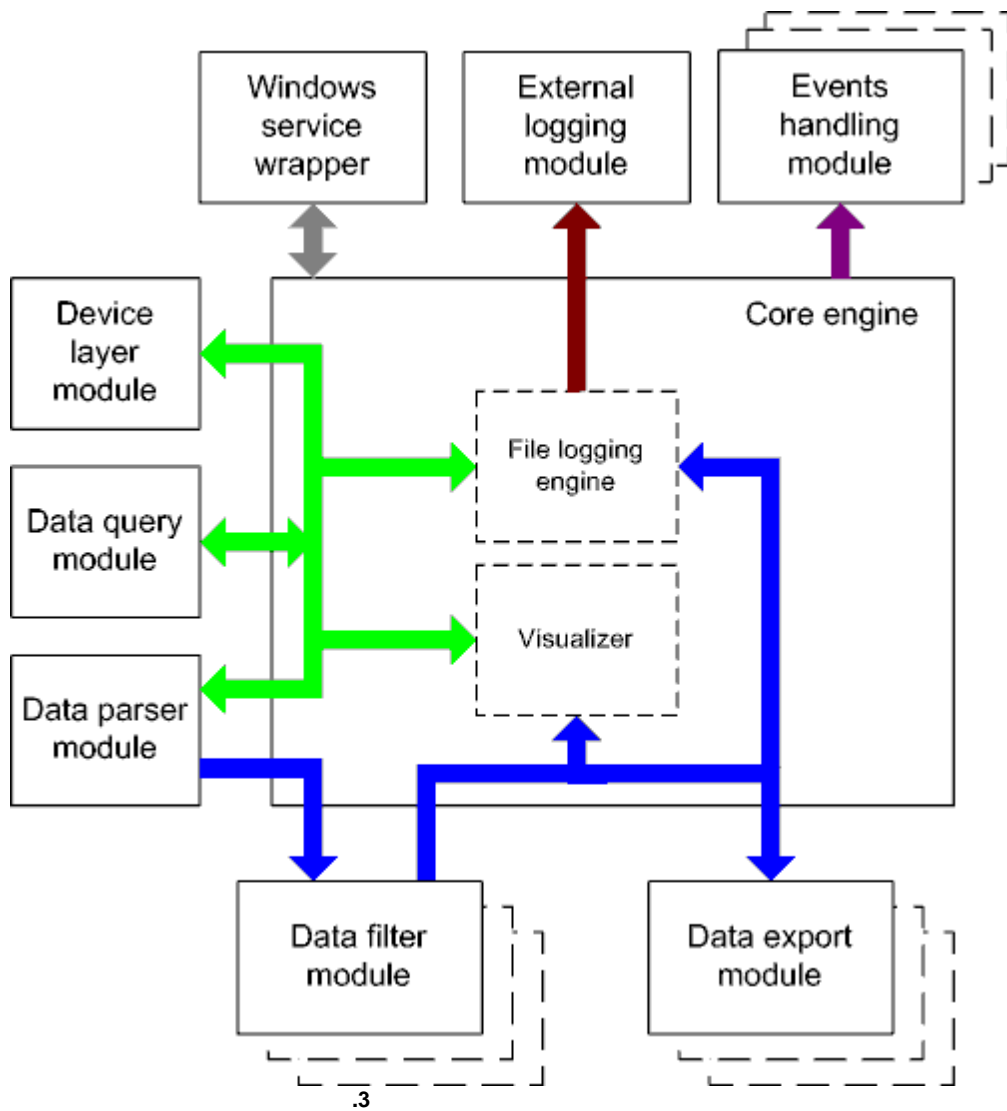 Windows
service
wrapper
External
logging
module
Events
handling
module
Device
layer
module
Core engine
File logging
engine
Data query
module
Visualizer
Data parser
module
Data filter
module
Data export
module
.3